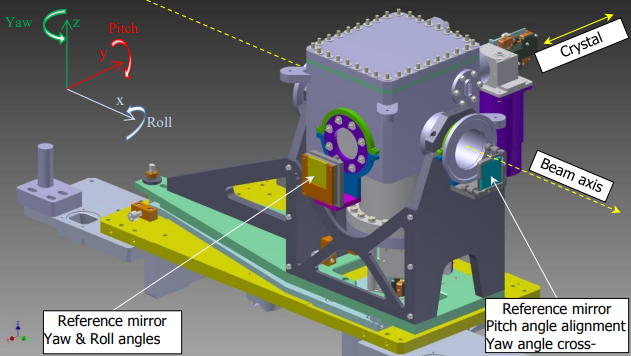 Yaw
z
Pitch
y
x
Roll
Crystal
Beam axis
Reference mirror
Yaw & Roll angles
Reference mirror
Pitch angle alignment
Yaw angle cross-